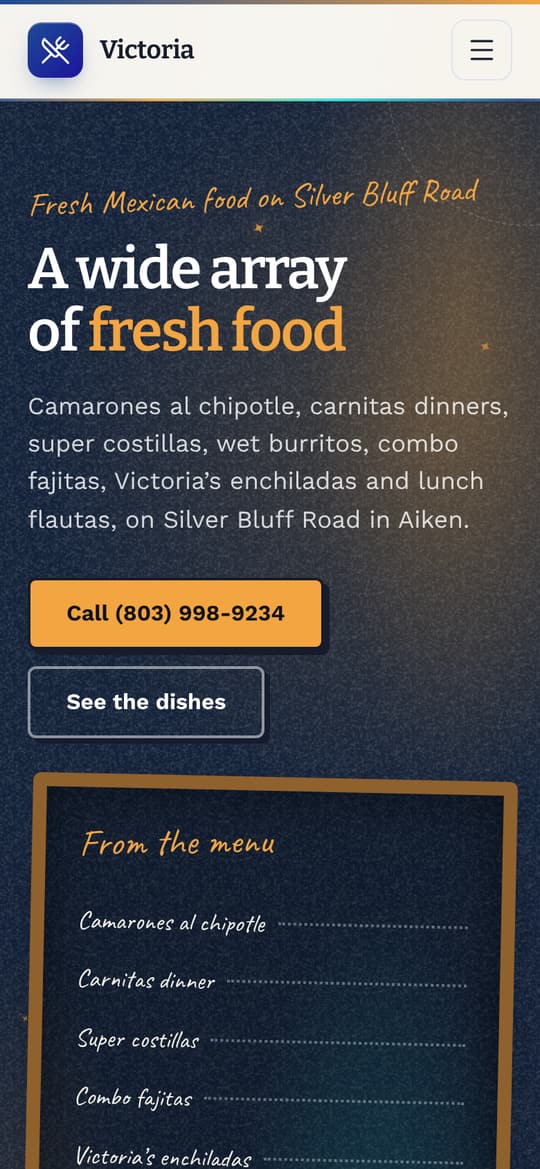 Victoria
Fresh Mexican food on Silver Bluff Road
A wide array
of fresh food
Camarones al chipotle, carnitas dinners,
super costillas, wet burritos, combo
fajitas, Victoria’s enchiladas and lunch
flautas, on Silver Bluff Road in Aiken.
Call (803) 998-9234
See the dishes
From the menu
Camarones al chipotle
Carnitas dinner
Super costillas
Combo fajitas
Victoria’s enchiladas